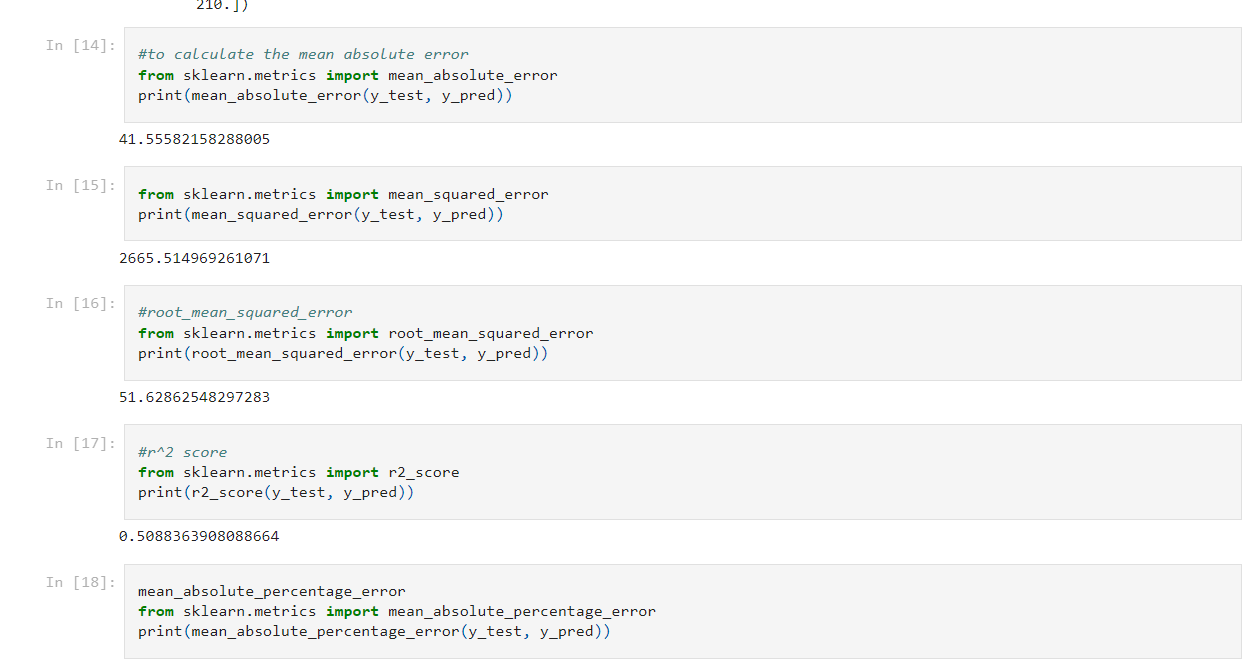 210.])
In [14]:
#to calculate the mean absolute error
from sklearn.metrics import mean_absolute_error
print(mean_absolute_error(y_test, y_pred))
41.55582158288005
In [15]:
from sklearn.metrics import mean_squared_error
print(mean_squared_error(y_test, y_pred))
2665.514969261071
In [16]:
#root_mean_squared_error
from sklearn.metrics import root_mean_squared_error
print(root_mean_squared_error(y_test, y_pred))
51.62862548297283
In [17]:
#r^2 score
from sklearn.metrics import r2_score
print(r2_score(y_test, y_pred))
0.5088363908088664
In [18]:
mean_absolute_percentage_error
from sklearn.metrics import mean_absolute_percentage_error
print(mean_absolute_percentage_error(y_test, y_pred))